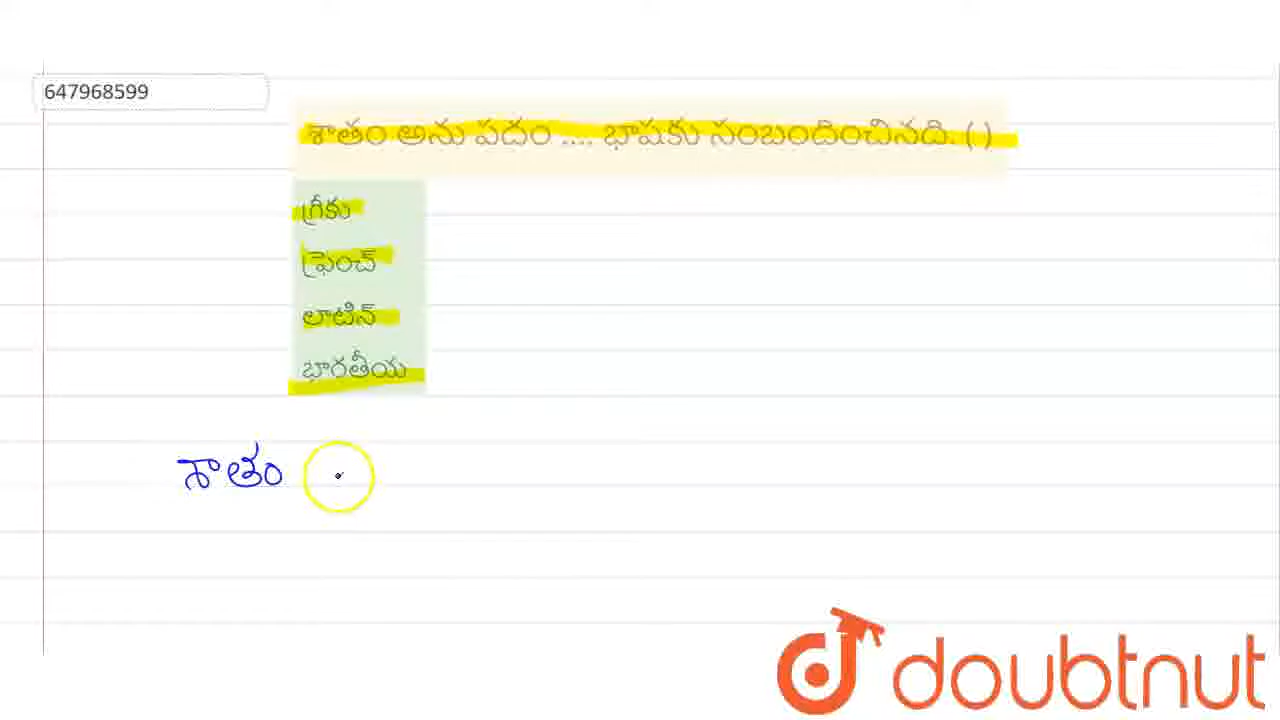 647968599
శాతం అను పదం .... భాషకు సంబందించినది. ( )
గ్రీకు
ఫ్రెంచ్
లాటిన్
భారతీయ
శాతం
doubtnut